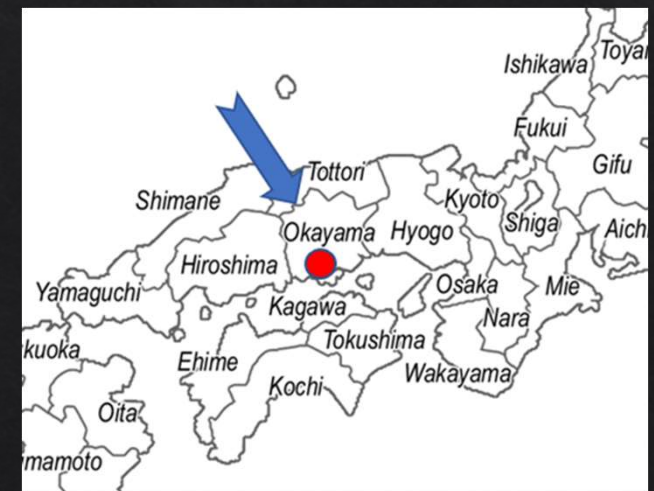 Ishikawa
Toya
Fukui
Gifu
Tottori
Shimane
Kyoto
Shiga
Okayama
Hyogo
Aich
Hiroshima
Osaka
Mie
Yamaguchi
Kagawa
Nara
kuoka
Tokushima
Ehime
Wakayama
Kochi
Oita
mamoto